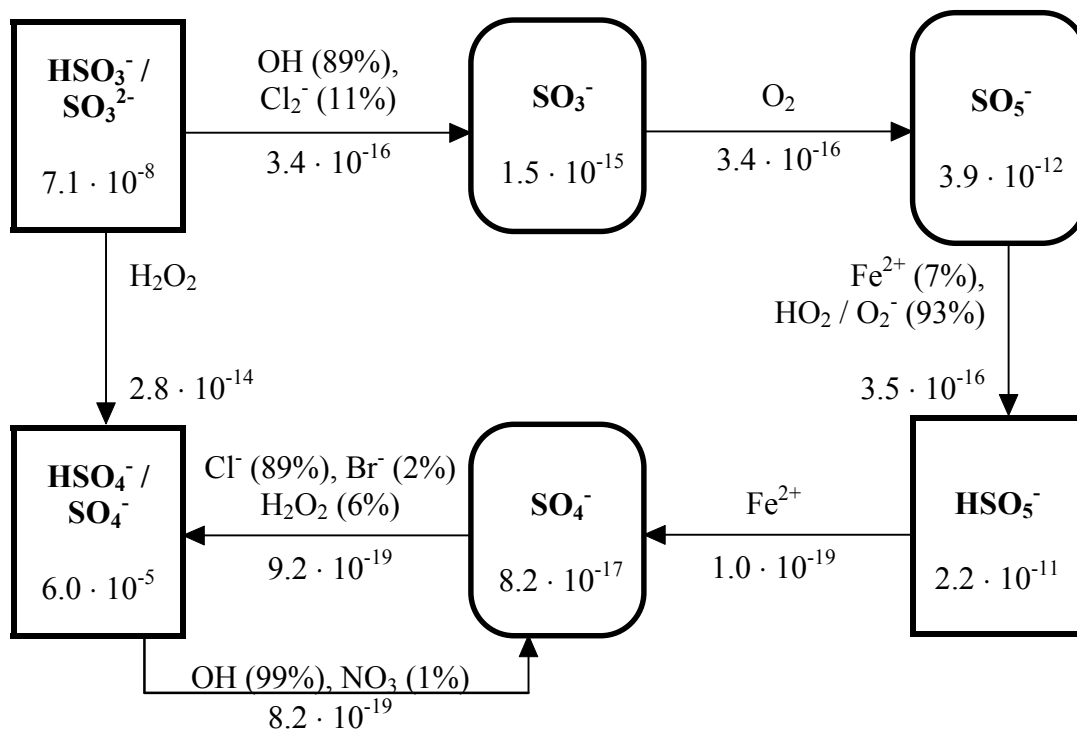 HSO₃⁻ /
SO₃²⁻
7.1 · 10⁻⁸
OH (89%),
Cl₂⁻ (11%)
3.4 · 10⁻¹⁶
SO₃⁻
1.5 · 10⁻¹⁵
O₂
3.4 · 10⁻¹⁶
SO₅⁻
3.9 · 10⁻¹²
H₂O₂
2.8 · 10⁻¹⁴
Fe²⁺ (7%),
HO₂ / O₂⁻ (93%)
3.5 · 10⁻¹⁶
HSO₄⁻ /
SO₄⁻
6.0 · 10⁻⁵
Cl⁻ (89%), Br⁻ (2%)
H₂O₂ (6%)
9.2 · 10⁻¹⁹
SO₄⁻
8.2 · 10⁻¹⁷
Fe²⁺
1.0 · 10⁻¹⁹
HSO₅⁻
2.2 · 10⁻¹¹
OH (99%), NO₃ (1%)
8.2 · 10⁻¹⁹